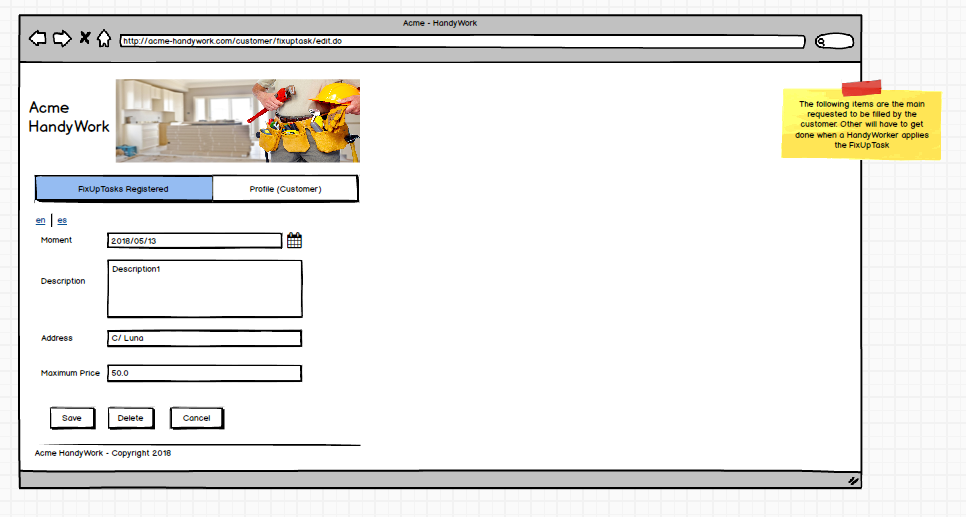 Acme - HandyWork
http://acme-handywork.com/customer/fixuptask/edit.do
Acme
HandyWork
The following items are the main
requested to be filled by the
customer. Other will have to get
done when a HandyWorker applies
the FixUpTask
FixUpTasks Registered
Profile (Customer)
en | es
Moment
2018/05/13
Description
Description1
Address
C/ Luna
Maximum Price
50.0
Save
Delete
Cancel
Acme HandyWork - Copyright 2018